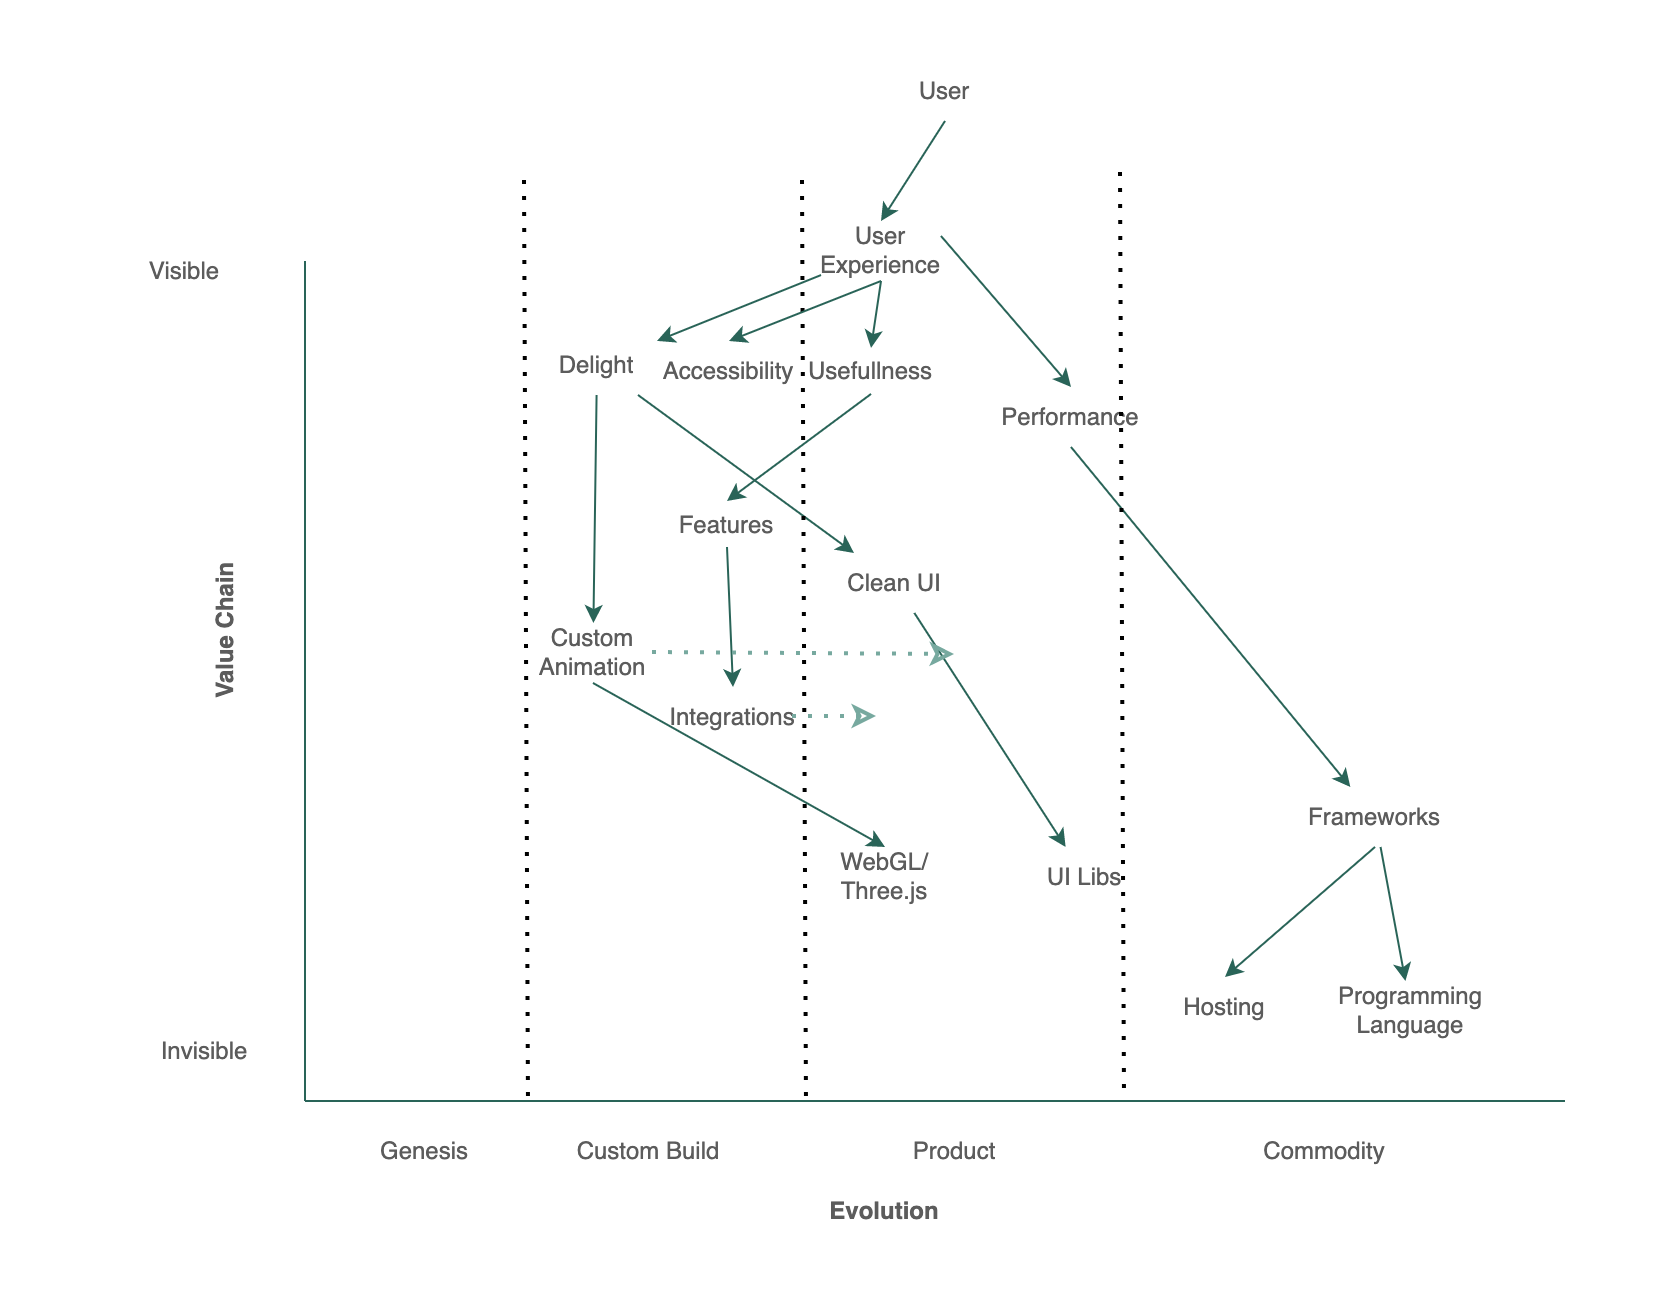 User
User
Experience
Visible
Delight
Accessibility
Usefullness
Performance
Features
Clean UI
Value Chain
Custom
Animation
Integrations
Frameworks
WebGL/
Three.js
UI Libs
Hosting
Programming
Language
Invisible
Genesis
Custom Build
Product
Commodity
Evolution